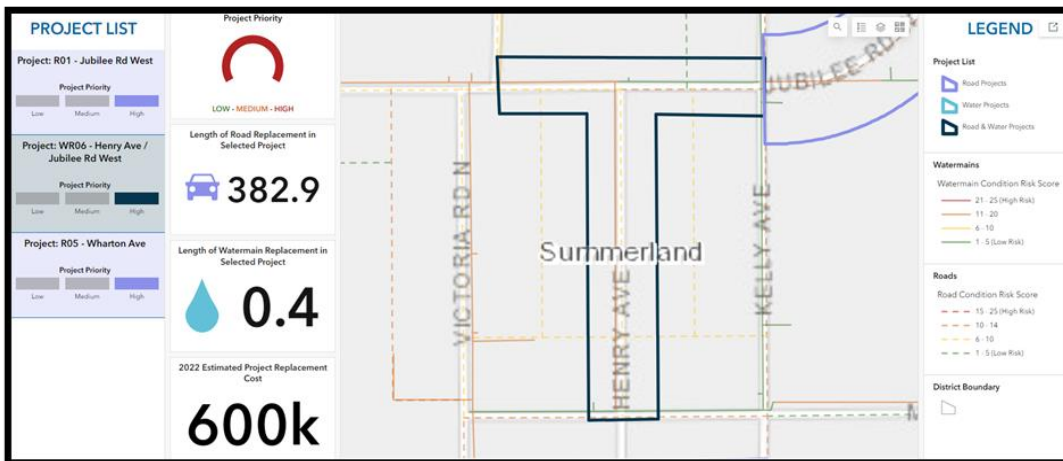 PROJECT LIST
Project: R01 - Jubilee Rd West
Project Priority
Low Medium High
Project: WR06 - Henry Ave /
Jubilee Rd West
Project Priority
Low Medium High
Project: R05 - Wharton Ave
Project Priority
Low Medium High
Project Priority
LOW - MEDIUM - HIGH
Length of Road Replacement in
Selected Project
382.9
Length of Watermain Replacement in
Selected Project
0.4
2022 Estimated Project Replacement
Cost
600k
JUBILEE RD
VICTORIA RD N
Summerland
HENRY AVE
KELLY AVE
LEGEND
Project List
Road Projects
Water Projects
Road & Water Projects
Watermains
Watermain Condition Risk Score
21 - 25 (High Risk)
11 - 20
6 - 10
1 - 5 (Low Risk)
Roads
Road Condition Risk Score
15 - 25 (High Risk)
10 - 14
6 - 10
1 - 5 (Low Risk)
District Boundary